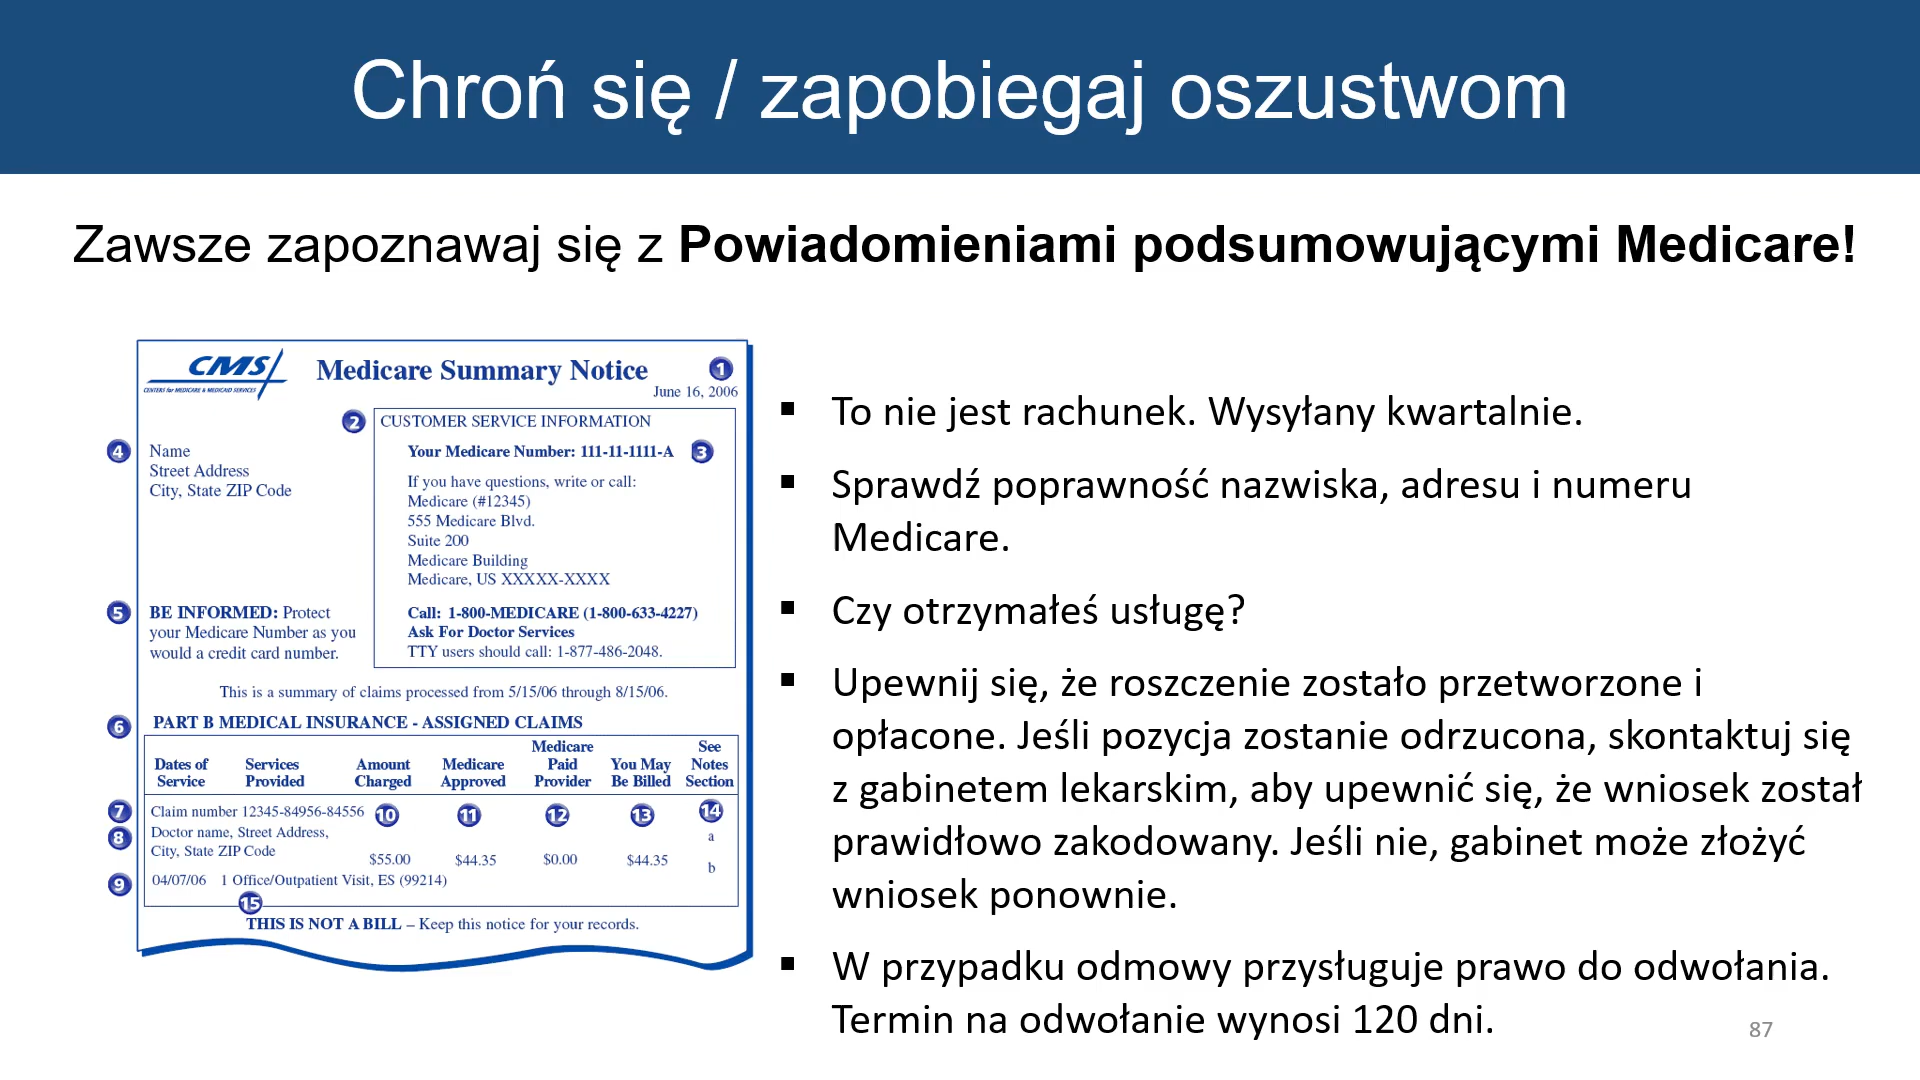 Chroń się / zapobiegaj oszustwom
Zawsze zapoznawaj się z Powiadomieniami podsumowującymi Medicare!
CMS
CENTERS for MEDICARE & MEDICAID SERVICES
Medicare Summary Notice
1
June 16, 2006
2
CUSTOMER SERVICE INFORMATION
Your Medicare Number: 111-11-1111-A
3
If you have questions, write or call:
Medicare (#12345)
555 Medicare Blvd.
Suite 200
Medicare Building
Medicare, US XXXXX-XXXX
Call: 1-800-MEDICARE (1-800-633-4227)
Ask For Doctor Services
TTY users should call: 1-877-486-2048.
4
Name
Street Address
City, State ZIP Code
5
BE INFORMED: Protect
your Medicare Number as you
would a credit card number.
This is a summary of claims processed from 5/15/06 through 8/15/06.
6
PART B MEDICAL INSURANCE - ASSIGNED CLAIMS
Dates of Service
Services Provided
Amount Charged
Medicare Approved
Medicare Paid Provider
You May Be Billed
See Notes Section
7
Claim number 12345-84956-84556
10
11
12
13
14
8
Doctor name, Street Address,
a
City, State ZIP Code
$55.00
$44.35
$0.00
$44.35
b
9
04/07/06 1 Office/Outpatient Visit, ES (99214)
15
THIS IS NOT A BILL – Keep this notice for your records.
▪ To nie jest rachunek. Wysyłany kwartalnie.
▪ Sprawdź poprawność nazwiska, adresu i numeru
Medicare.
▪ Czy otrzymałeś usługę?
▪ Upewnij się, że roszczenie zostało przetworzone i
opłacone. Jeśli pozycja zostanie odrzucona, skontaktuj się
z gabinetem lekarskim, aby upewnić się, że wniosek został
prawidłowo zakodowany. Jeśli nie, gabinet może złożyć
wniosek ponownie.
▪ W przypadku odmowy przysługuje prawo do odwołania.
Termin na odwołanie wynosi 120 dni.
87